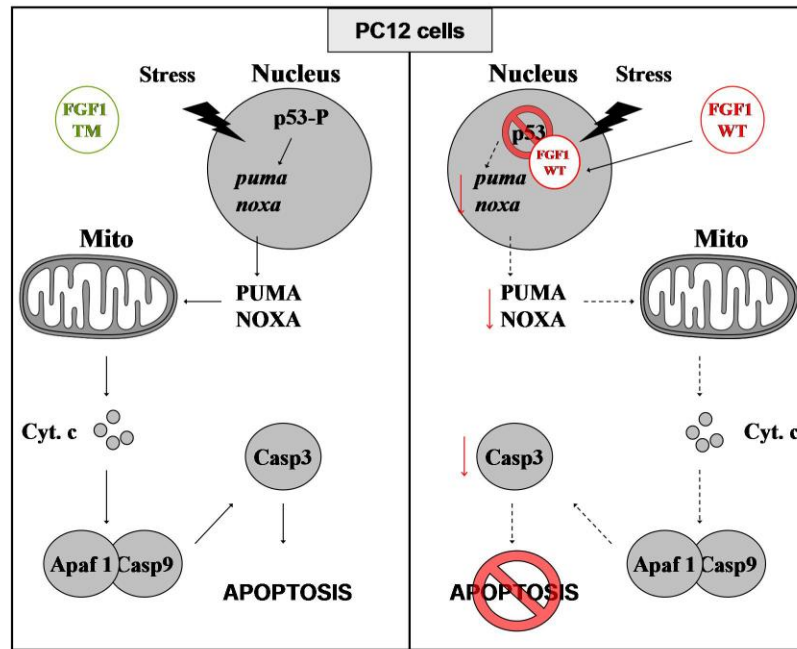 PC12 cells
Stress
Nucleus
FGF1
TM
p53-P
puma
noxa
Mito
PUMA
NOXA
Cyt. c
Casp3
Apaf 1
Casp9
APOPTOSIS
Nucleus
Stress
p53
FGF1
WT
FGF1
WT
puma
noxa
Mito
PUMA
NOXA
Cyt. c
Casp3
Apaf 1
Casp9
APOPTOSIS